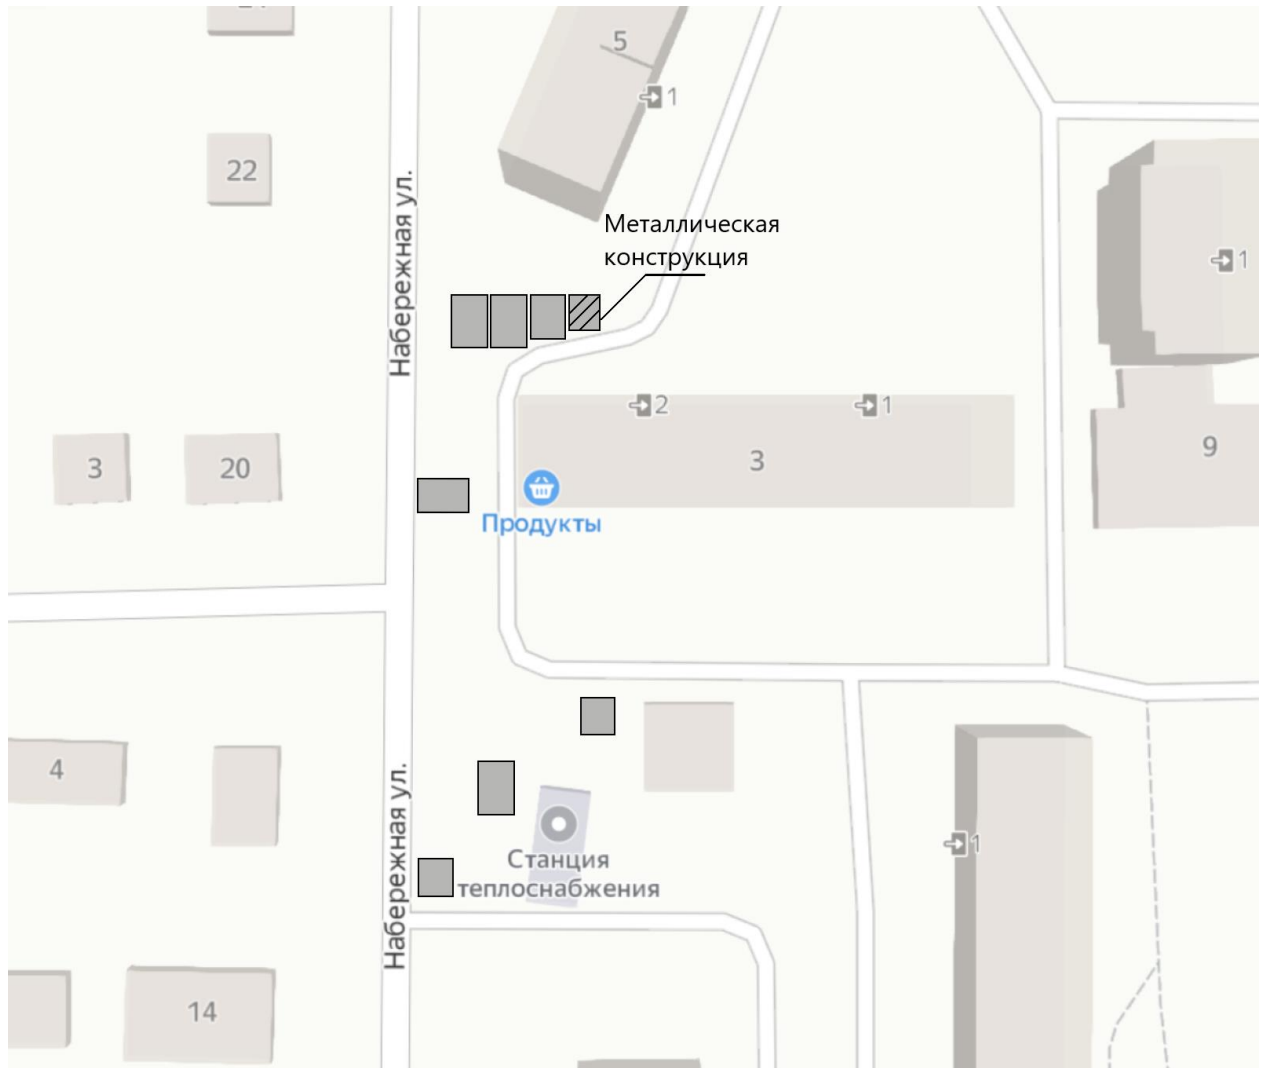 5
1
22
Набережная ул.
Металлическая
конструкция
1
2
1
3
20
3
9
Продукты
4
Набережная ул.
1
Станция
теплоснабжения
14